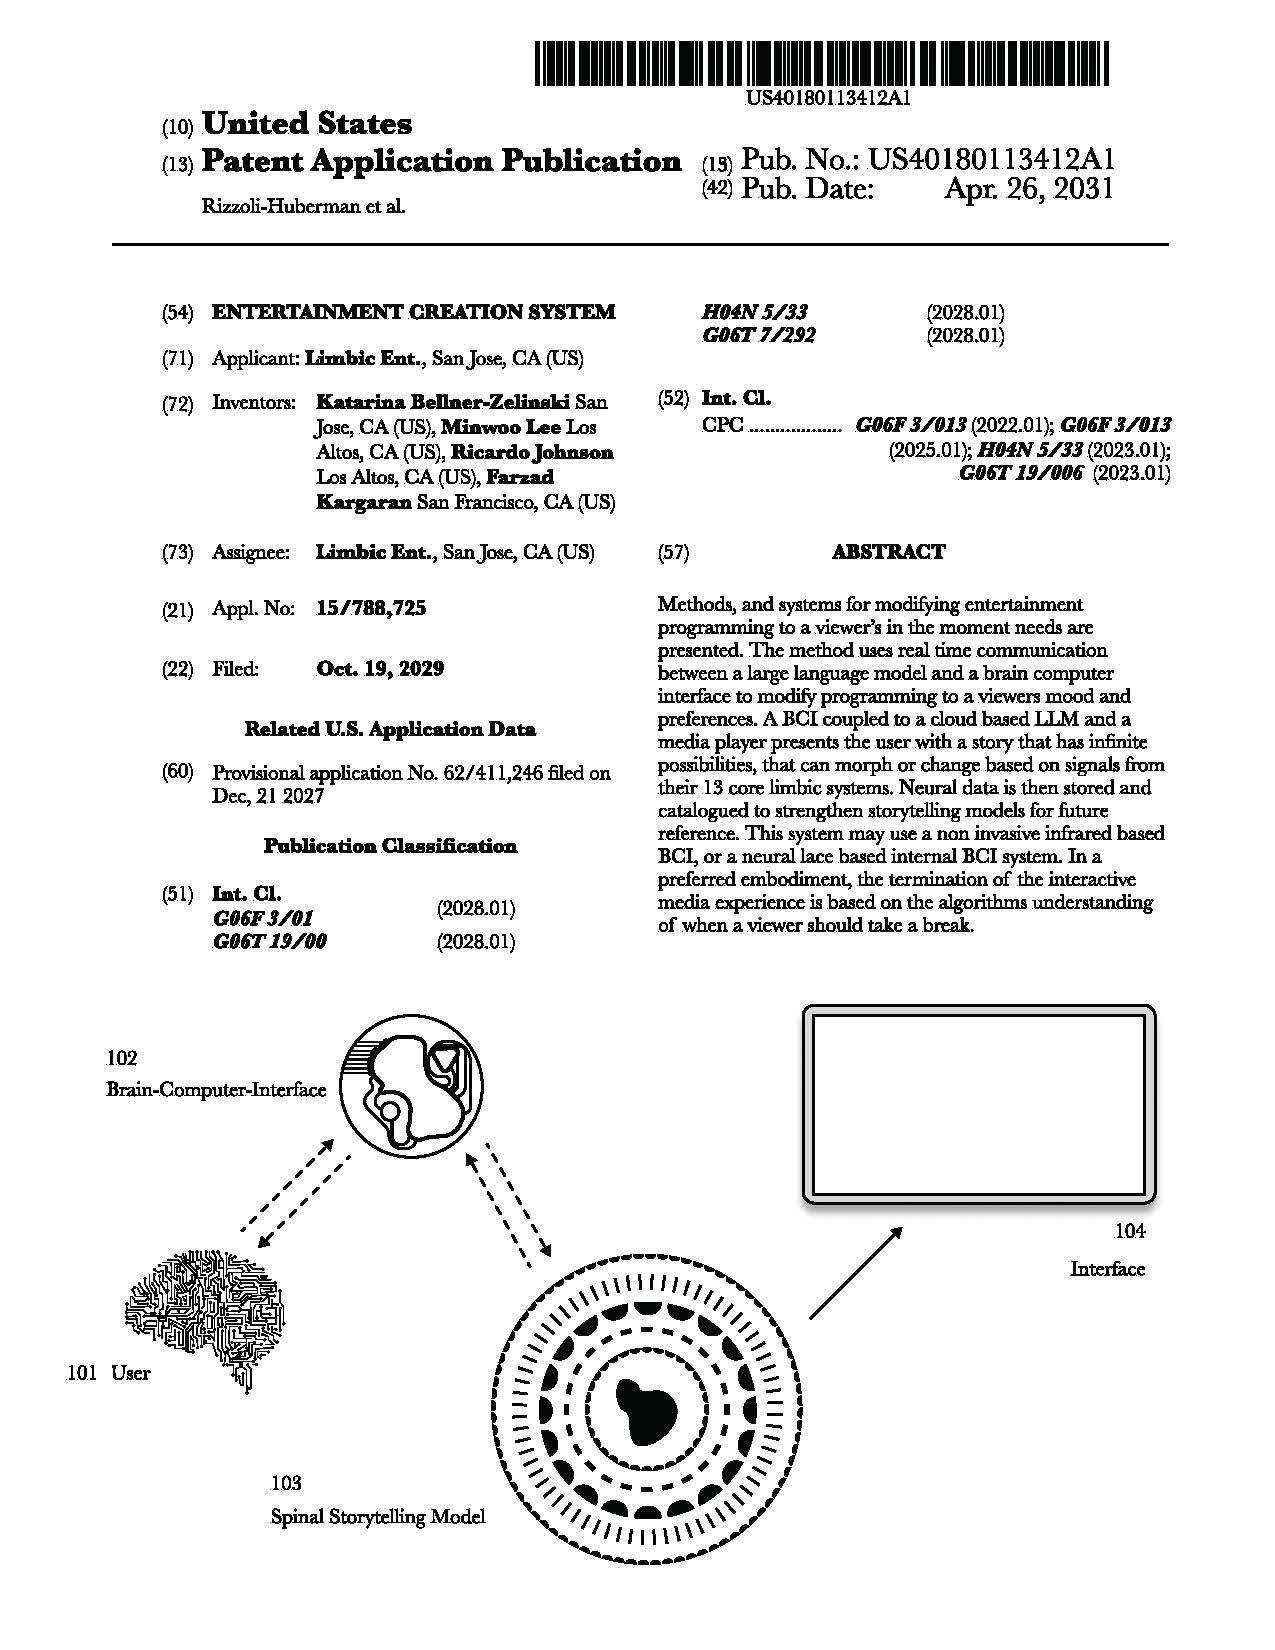 US40180113412A1
(10) United States
(13) Patent Application Publication
Rizzoli-Huberman et al.
(15) Pub. No.: US40180113412A1
(42) Pub. Date: Apr. 26, 2031
(54) ENTERTAINMENT CREATION SYSTEM
(71) Applicant: Limbic Ent., San Jose, CA (US)
(72) Inventors: Katarina Bellner-Zelinski San
Jose, CA (US), Minwoo Lee Los
Altos, CA (US), Ricardo Johnson
Los Altos, CA (US), Farzad
Kargaran San Francisco, CA (US)
(73) Assignee: Limbic Ent., San Jose, CA (US)
(21) Appl. No: 15/788,725
(22) Filed: Oct. 19, 2029
Related U.S. Application Data
(60) Provisional application No. 62/411,246 filed on
Dec, 21 2027
Publication Classification
(51) Int. Cl.
G06F 3/01 (2028.01)
G06T 19/00 (2028.01)
H04N 5/33 (2028.01)
G06T 7/292 (2028.01)
(52) Int. Cl.
CPC .................. G06F 3/013 (2022.01); G06F 3/013
(2025.01); H04N 5/33 (2023.01);
G06T 19/006 (2023.01)
(57) ABSTRACT
Methods, and systems for modifying entertainment
programming to a viewer's in the moment needs are
presented. The method uses real time communication
between a large language model and a brain computer
interface to modify programming to a viewers mood and
preferences. A BCI coupled to a cloud based LLM and a
media player presents the user with a story that has infinite
possibilities, that can morph or change based on signals from
their 13 core limbic systems. Neural data is then stored and
catalogued to strengthen storytelling models for future
reference. This system may use a non invasive infrared based
BCI, or a neural lace based internal BCI system. In a
preferred embodiment, the termination of the interactive
media experience is based on the algorithms understanding
of when a viewer should take a break.
102
Brain-Computer-Interface
101 User
103
Spinal Storytelling Model
104
Interface